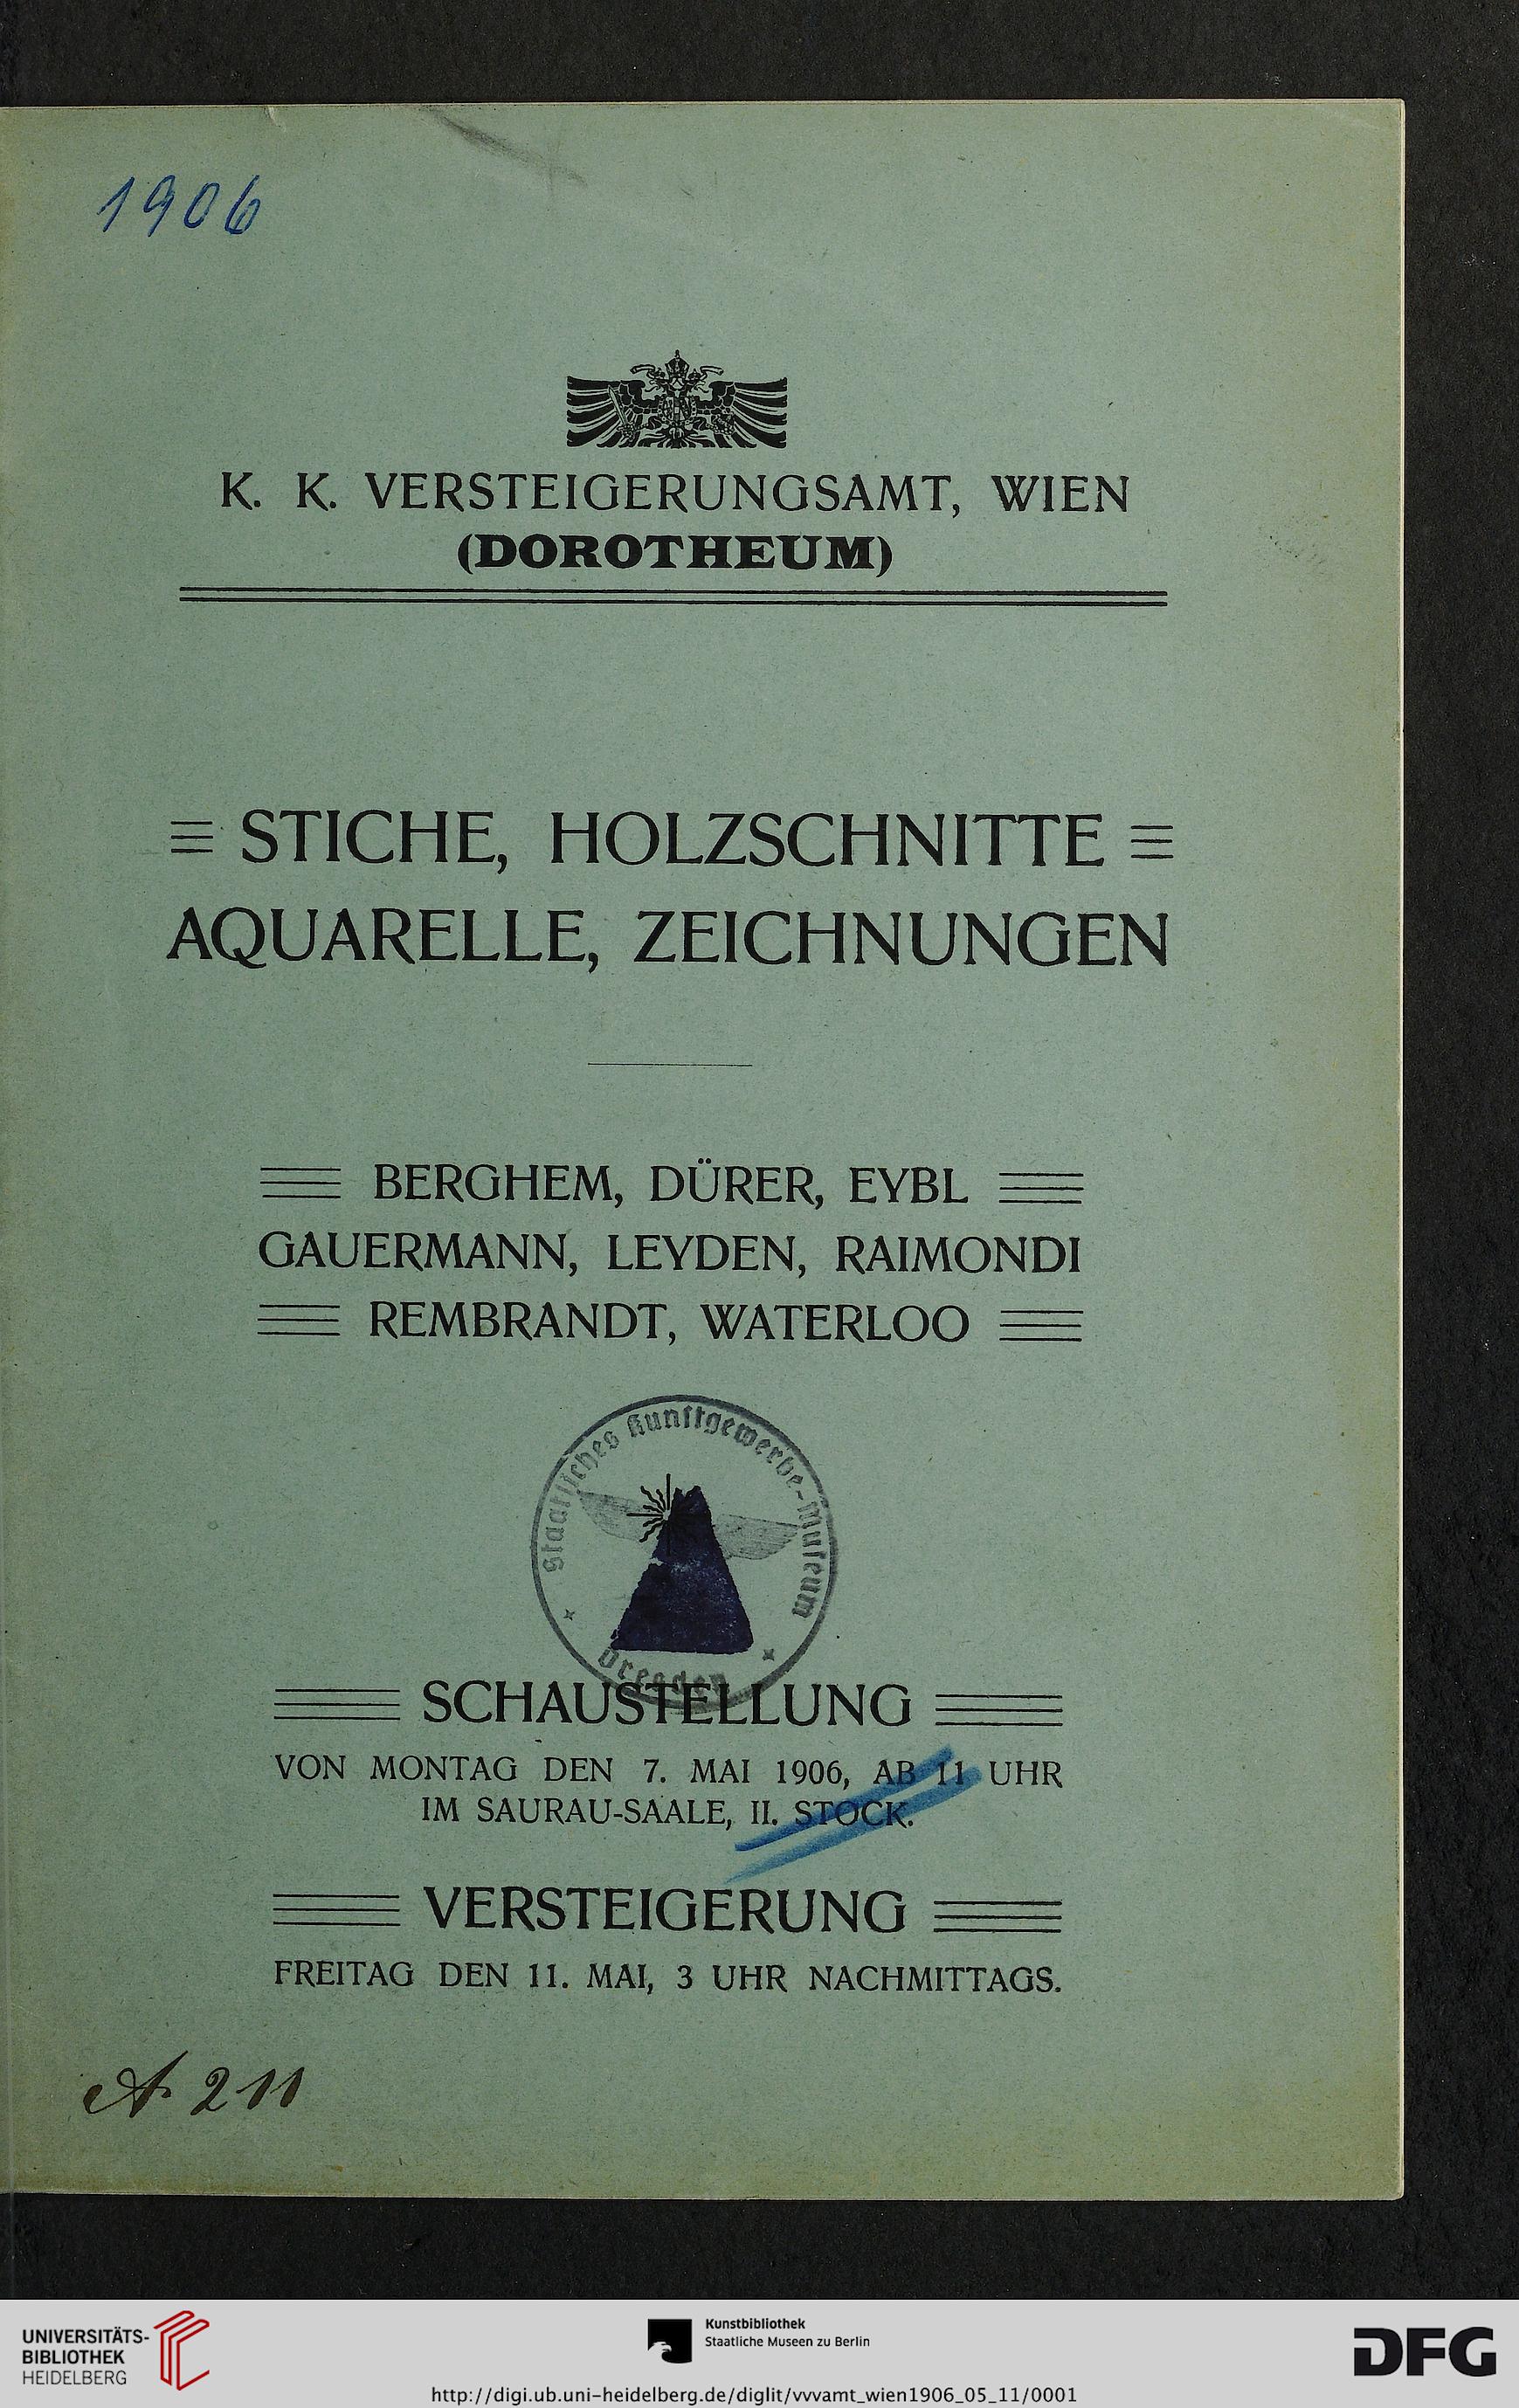 1906
K. K. VERSTEIGERUNGSAMT, WIEN
(DOROTHEUM)
STICHE, HOLZSCHNITTE
AQUARELLE, ZEICHNUNGEN
BERGHEM, DÜRER, EYBL
GAUERMANN, LEYDEN, RAIMONDI
REMBRANDT, WATERLOO
Staatliches Kunstgewerbe-Museum
Dresden
SCHAUSTELLUNG
VON MONTAG DEN 7. MAI 1906, AB 11 UHR
IM SAURAU-SAALE, II. STOCK.
VERSTEIGERUNG
FREITAG DEN 11. MAI, 3 UHR NACHMITTAGS.
A 211
UNIVERSITÄTS-
BIBLIOTHEK
HEIDELBERG
Kunstbibliothek
Staatliche Museen zu Berlin
DFG
http://digi.ub.uni-heidelberg.de/diglit/vvvamt_wien1906_05_11/0001